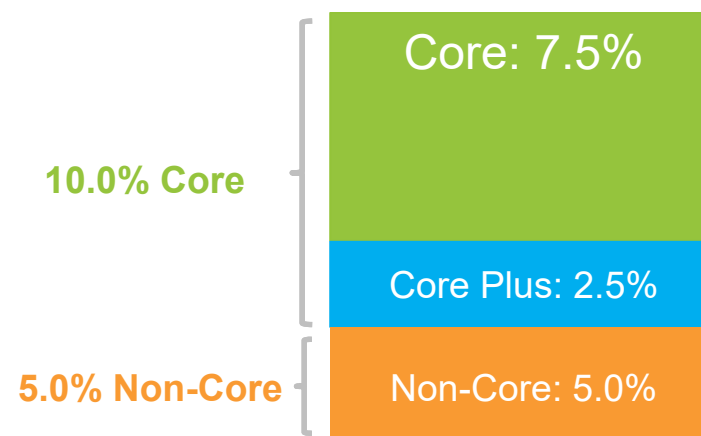 Core: 7.5%
10.0% Core
Core Plus: 2.5%
5.0% Non-Core
Non-Core: 5.0%